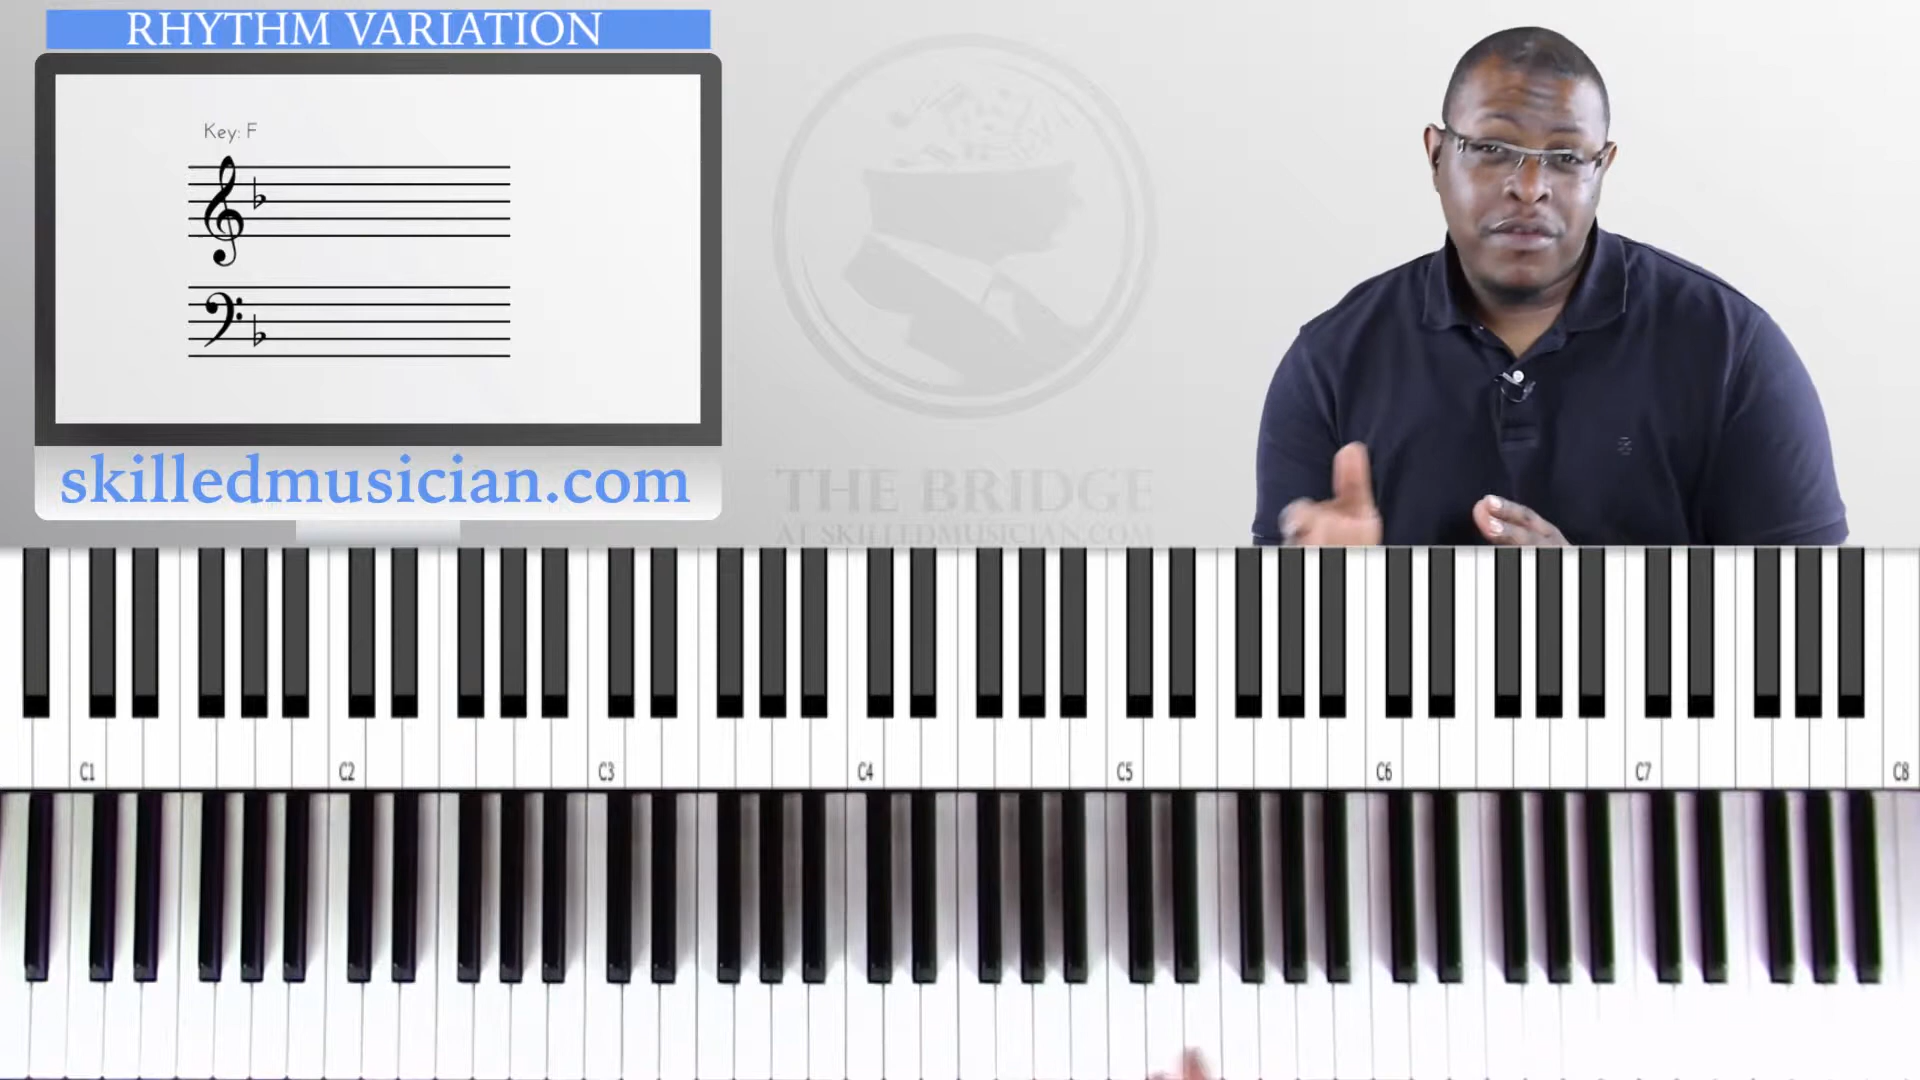 RHYTHM VARIATION
Key: F
skilledmusician.com
THE BRIDGE
AT SKILLEDMUSICIAN.COM
C1 C2 C3 C4 C5 C6 C7 C8